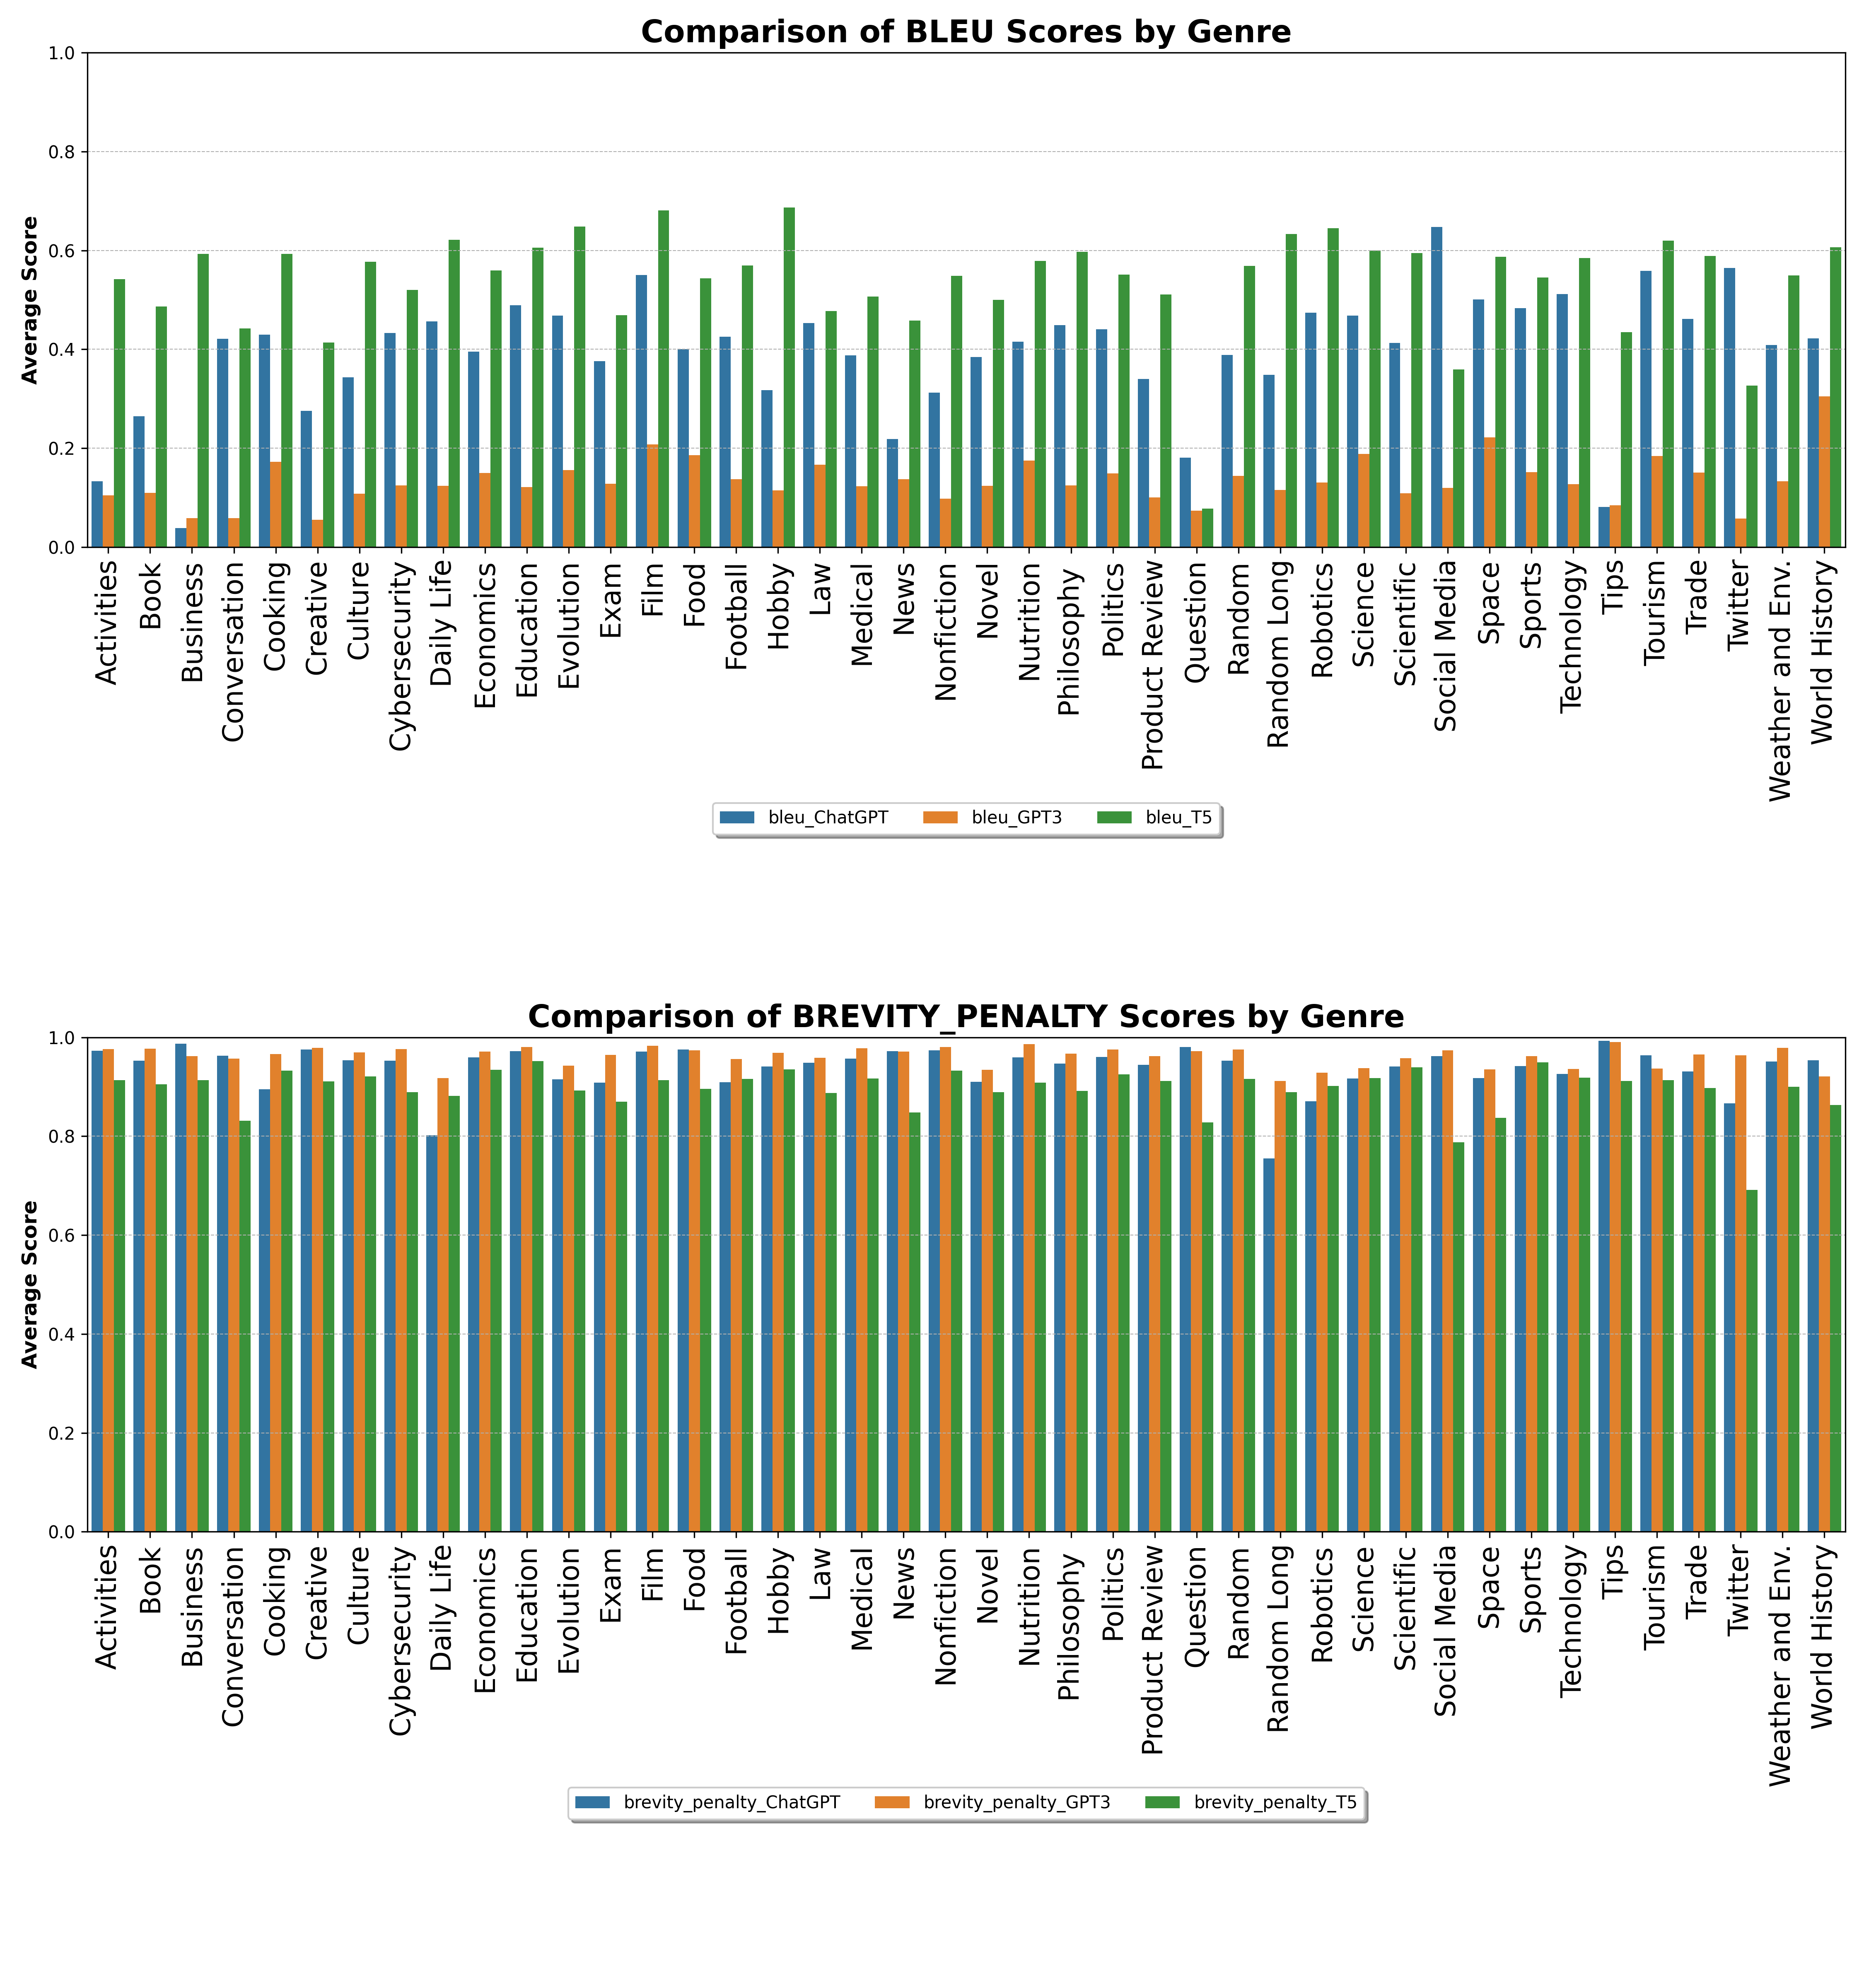 Comparison of BLEU Scores by Genre
Average Score
1.0
0.8
0.6
0.4
0.2
0.0
Activities
Book
Business
Conversation
Cooking
Creative
Culture
Cybersecurity
Daily Life
Economics
Education
Evolution
Exam
Film
Food
Football
Hobby
Law
Medical
News
Nonfiction
Novel
Nutrition
Philosophy
Politics
Product Review
Question
Random
Random Long
Robotics
Science
Scientific
Social Media
Space
Sports
Technology
Tips
Tourism
Trade
Twitter
Weather and Env.
World History
bleu_ChatGPT
bleu_GPT3
bleu_T5
Comparison of BREVITY_PENALTY Scores by Genre
Average Score
1.0
0.8
0.6
0.4
0.2
0.0
Activities
Book
Business
Conversation
Cooking
Creative
Culture
Cybersecurity
Daily Life
Economics
Education
Evolution
Exam
Film
Food
Football
Hobby
Law
Medical
News
Nonfiction
Novel
Nutrition
Philosophy
Politics
Product Review
Question
Random
Random Long
Robotics
Science
Scientific
Social Media
Space
Sports
Technology
Tips
Tourism
Trade
Twitter
Weather and Env.
World History
brevity_penalty_ChatGPT
brevity_penalty_GPT3
brevity_penalty_T5